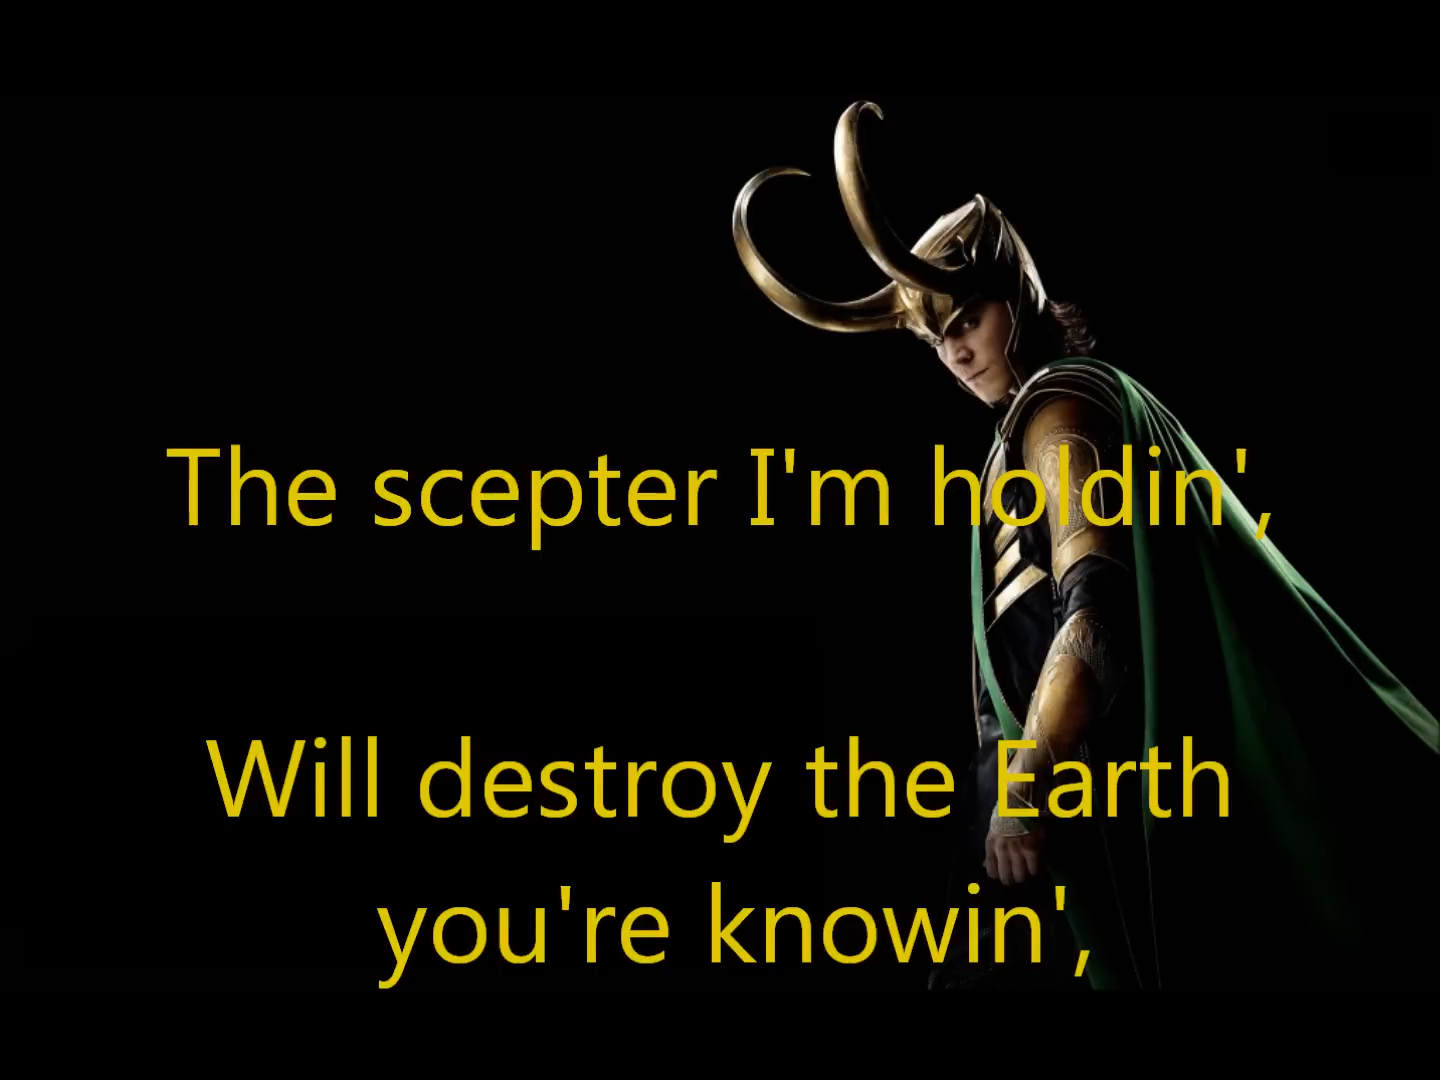 The scepter I'm holdin',
Will destroy the Earth
you're knowin',